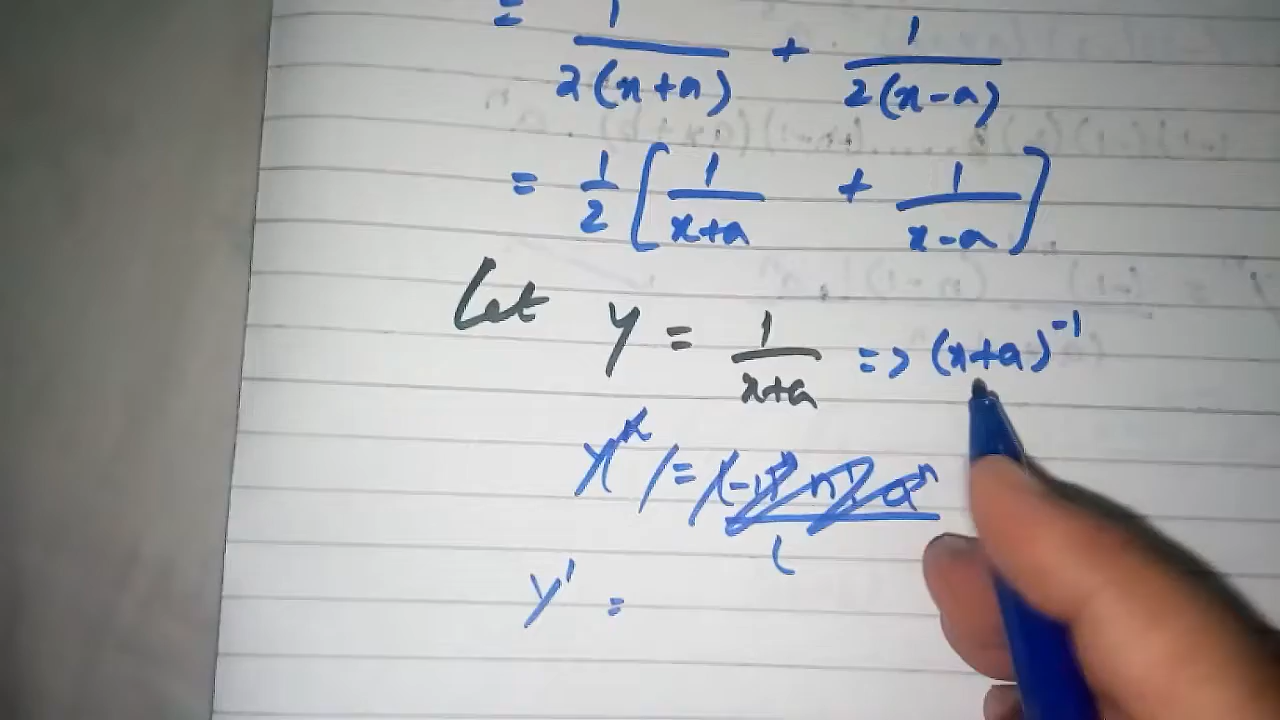 = 1/2(x+a) + 1/2(x-a)
= 1/2 [1/x+a + 1/x-a]
Let y = 1/x+a => (x+a)^-1
y' =